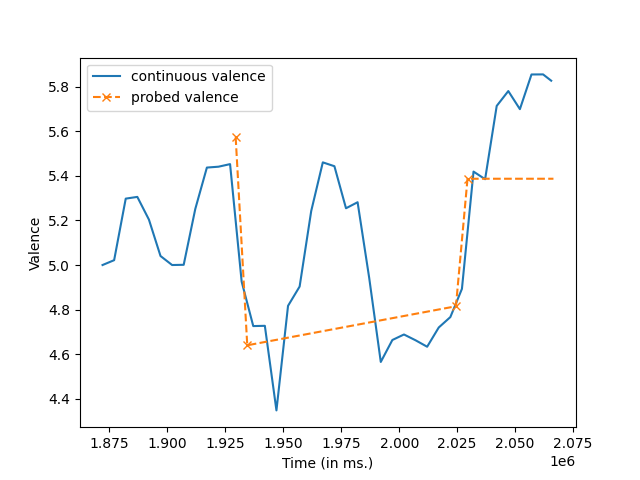 continuous valence
probed valence
5.8
5.6
5.4
5.2
5.0
4.8
4.6
4.4
Valence
1.875 1.900 1.925 1.950 1.975 2.000 2.025 2.050 2.075
1e6
Time (in ms.)